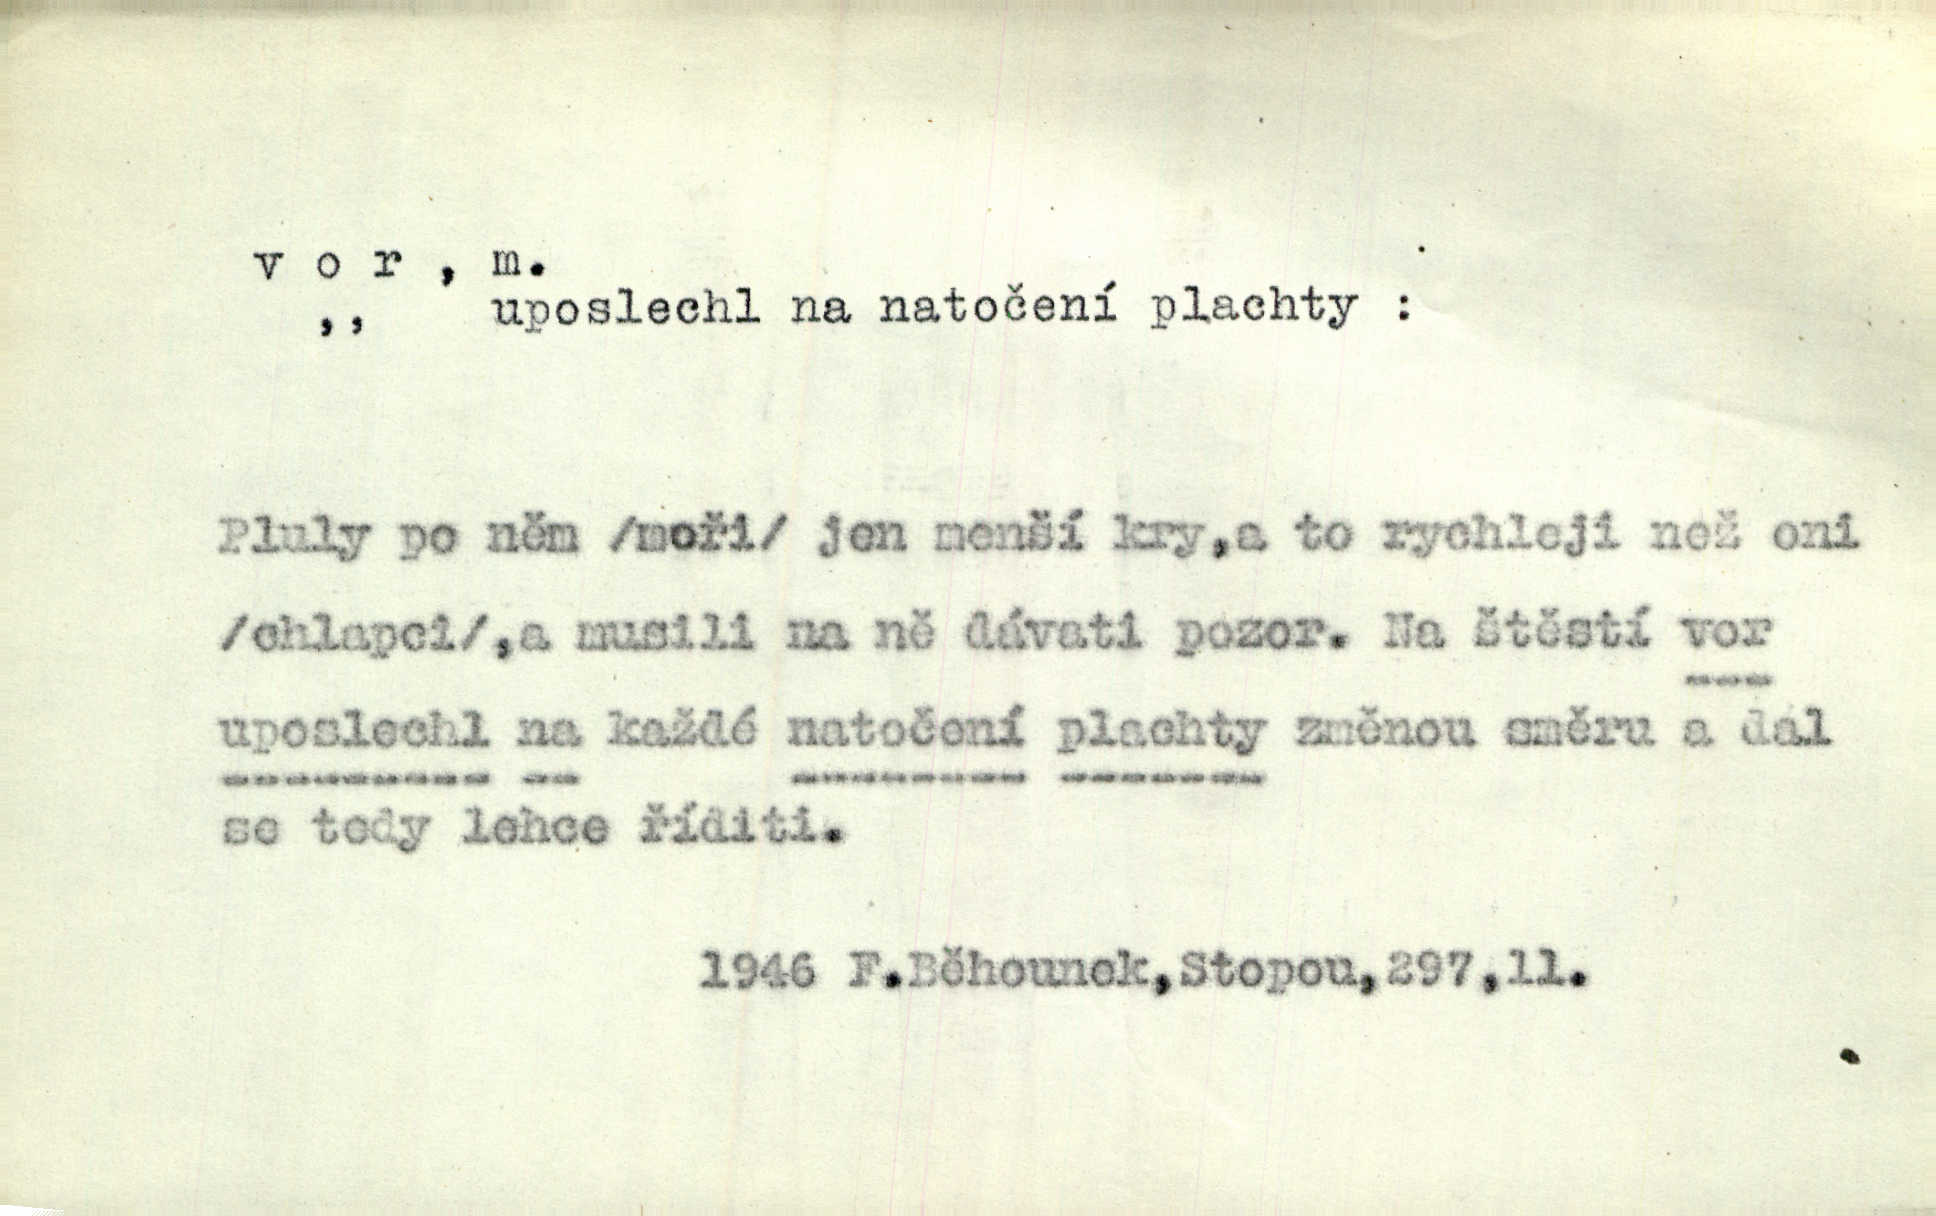 v o r , m.
,, uposlechl na natočení plachty :
Pluly po něm /moři/ jen menší kry,a to rychleji než oni
/chlapci/,a musili na ně dávati pozor. Na štěstí vor
uposlechl na každé natočení plachty změnou směru a dal
se tedy lehce říditi.
1946 F.Běhounek,Stopou,297,11.